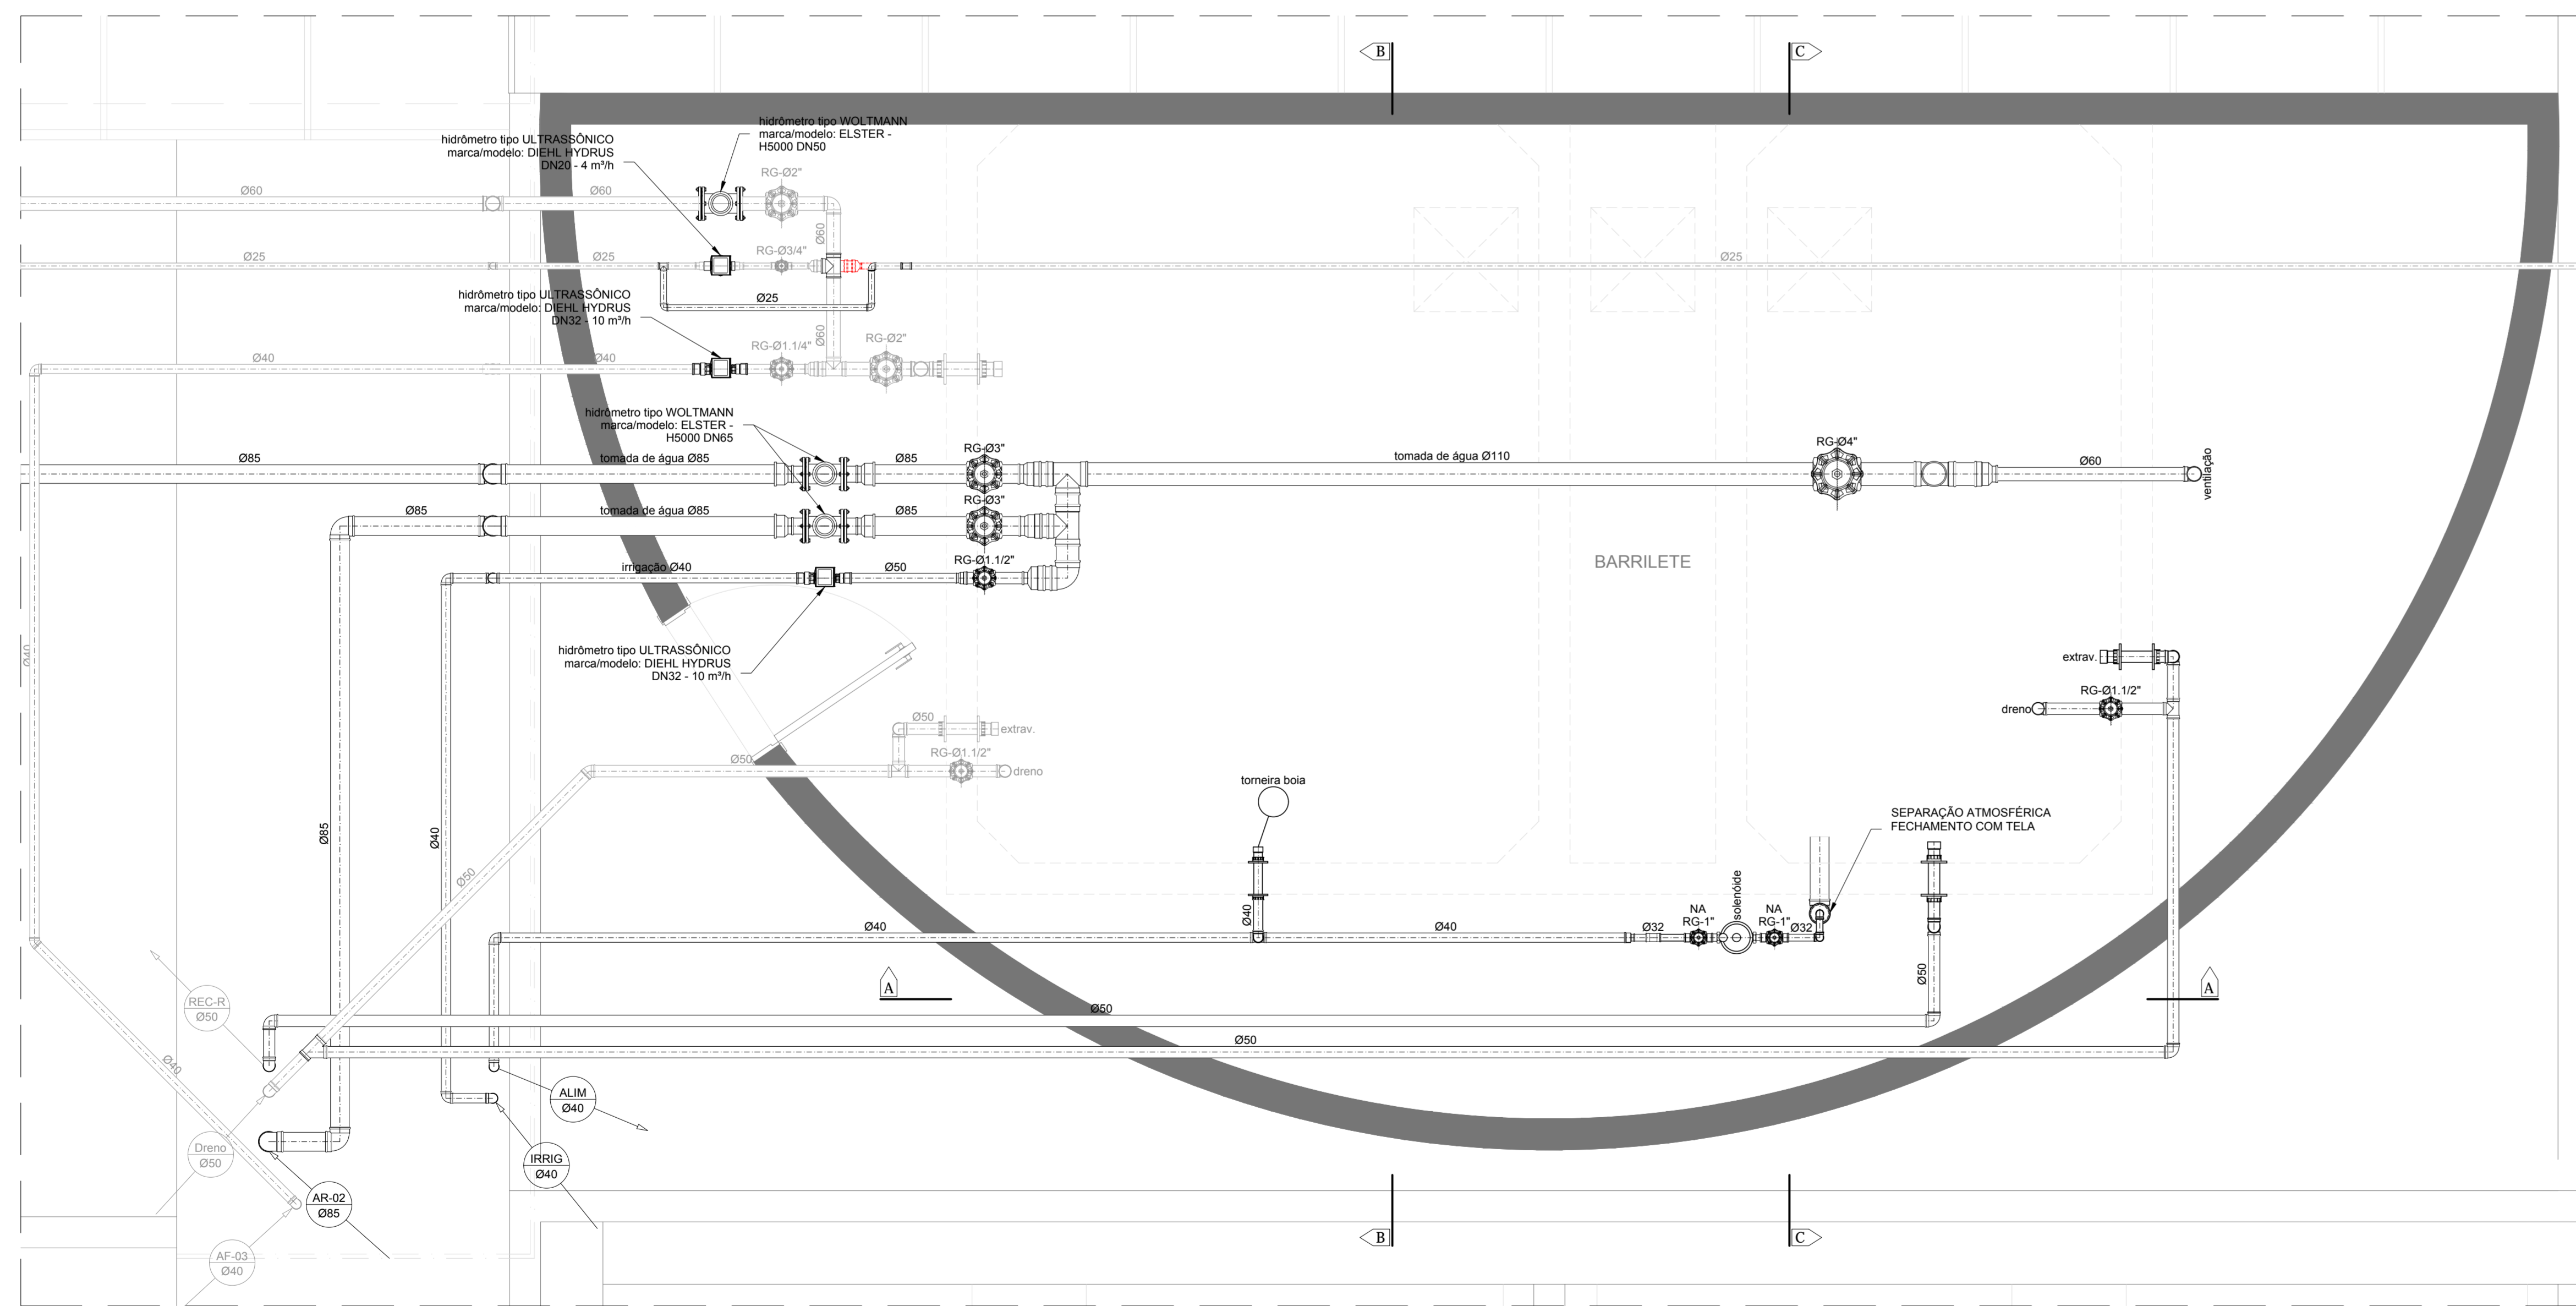 B
C
hidrômetro tipo WOLTMANN
marca/modelo: ELSTER -
H5000 DN50
hidrômetro tipo ULTRASSÔNICO
marca/modelo: DIEHL HYDRUS
DN20 - 4 m³/h
RG-Ø2"
Ø60
Ø60
Ø60
RG-Ø3/4"
Ø25
Ø25
Ø25
Ø25
hidrômetro tipo ULTRASSÔNICO
marca/modelo: DIEHL HYDRUS
DN32 - 10 m³/h
Ø60
RG-Ø1.1/4"
RG-Ø2"
Ø40
Ø40
hidrômetro tipo WOLTMANN
marca/modelo: ELSTER -
H5000 DN65
RG-Ø3"
RG-Ø4"
Ø85
tomada de água Ø85
Ø85
tomada de água Ø110
Ø60
ventilação
RG-Ø3"
Ø85
tomada de água Ø85
Ø85
RG-Ø1.1/2"
irrigação Ø40
Ø50
BARRILETE
hidrômetro tipo ULTRASSÔNICO
marca/modelo: DIEHL HYDRUS
DN32 - 10 m³/h
Ø40
extrav.
RG-Ø1.1/2"
dreno
Ø50
extrav.
RG-Ø1.1/2"
Ø50
dreno
torneira boia
SEPARAÇÃO ATMOSFÉRICA
FECHAMENTO COM TELA
Ø85
Ø40
Ø50
solenóide
NA
RG-1"
NA
RG-1"
Ø40
Ø40
Ø40
Ø32
Ø32
Ø50
A
A
REC-R
Ø50
Ø50
Ø50
Ø40
ALIM
Ø40
Dreno
Ø50
IRRIG
Ø40
AR-02
Ø85
AF-03
Ø40
B
C